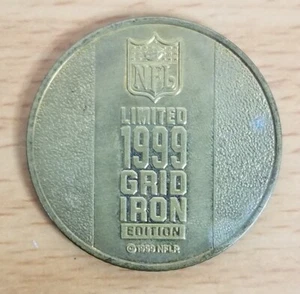 NFL
LIMITED
1999
GRID
IRON
EDITION
©1999 NFLP.